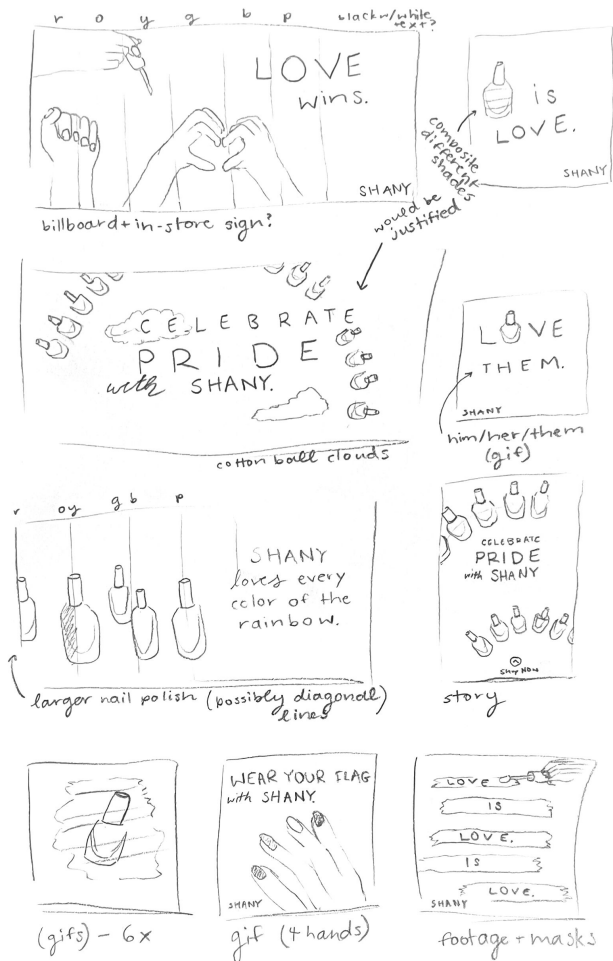 r o y g b p black w/ white text?
LOVE
wins.
SHANY
billboard + in-store sign?
is
LOVE.
SHANY
composite
different
shades
would be
justified
CELEBRATE
PRIDE
with SHANY.
cotton ball clouds
LOVE
THEM.
SHANY
him/her/them
(gif)
r oy g b p
SHANY
loves every
color of the
rainbow.
larger nail polish (possibly diagonal
lines)
CELEBRATE
PRIDE
with SHANY
Shop Now
story
(gifs) - 6x
WEAR YOUR FLAG
with SHANY.
SHANY
gif (4 hands)
LOVE
IS
LOVE.
IS
LOVE.
SHANY
footage + masks